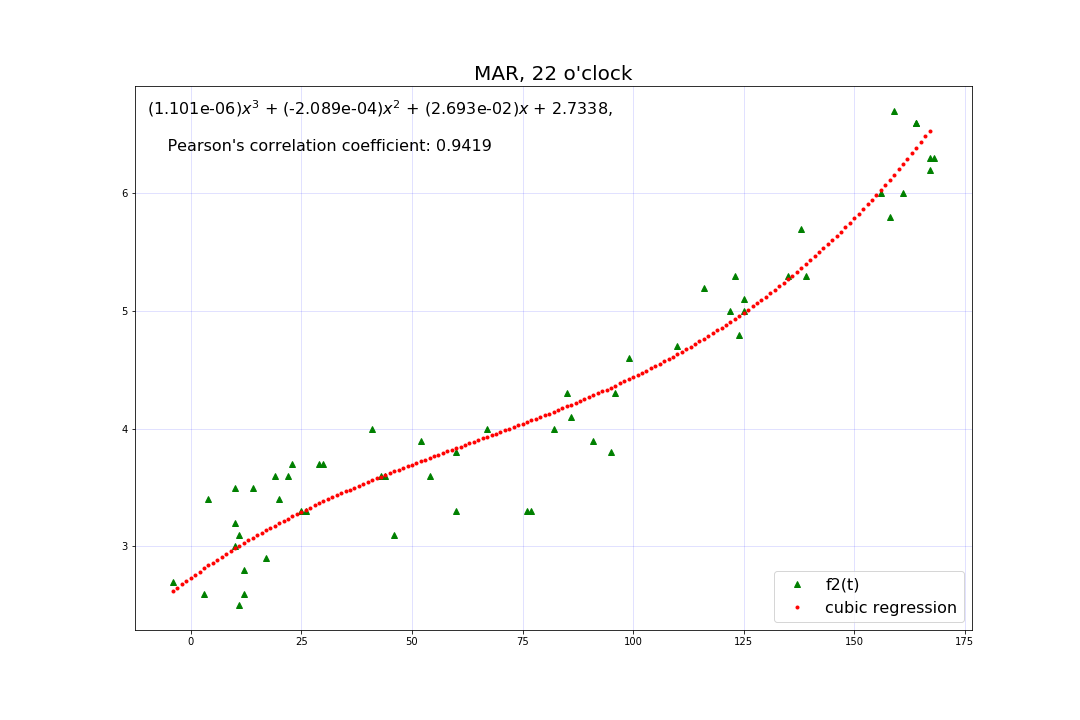 MAR, 22 o'clock
(1.101e-06)x³ + (-2.089e-04)x² + (2.693e-02)x + 2.7338,
Pearson's correlation coefficient: 0.9419
6
5
4
3
f2(t)
cubic regression
0 25 50 75 100 125 150 175